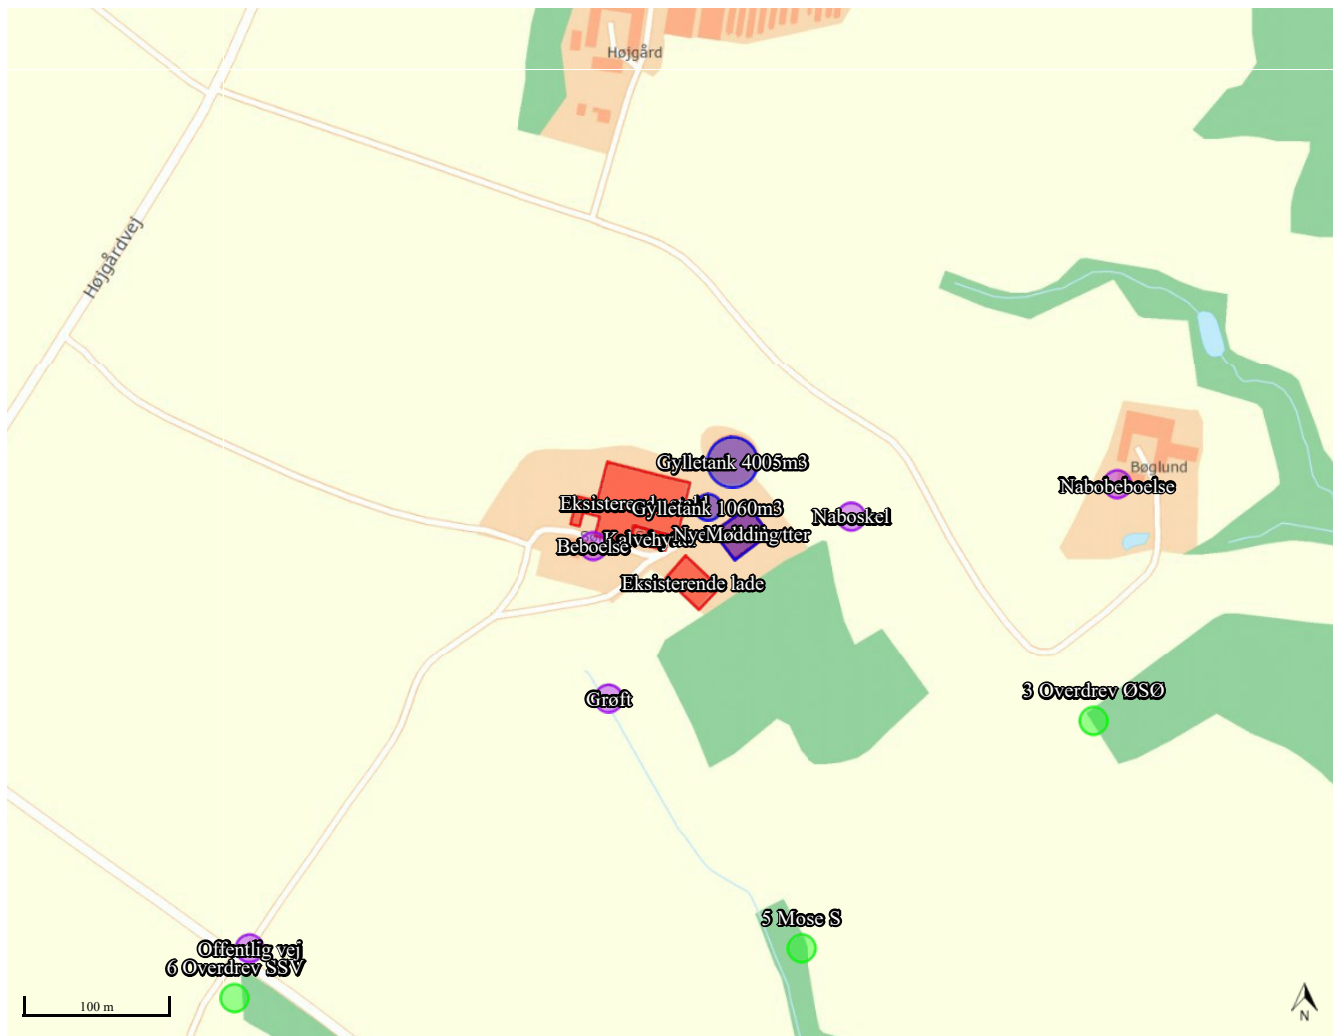 Højgård
Højgårdvej
Gylletank 4005m3
Bøglund
Nabobeboelse
Gylletank 1060m3
Naboskel
Møddin
Beboelse
Eksisterende lade
3 Overdrev ØSØ
Grøft
5 Mose S
Offentlig vej
6 Overdrev SSV
100 m
N